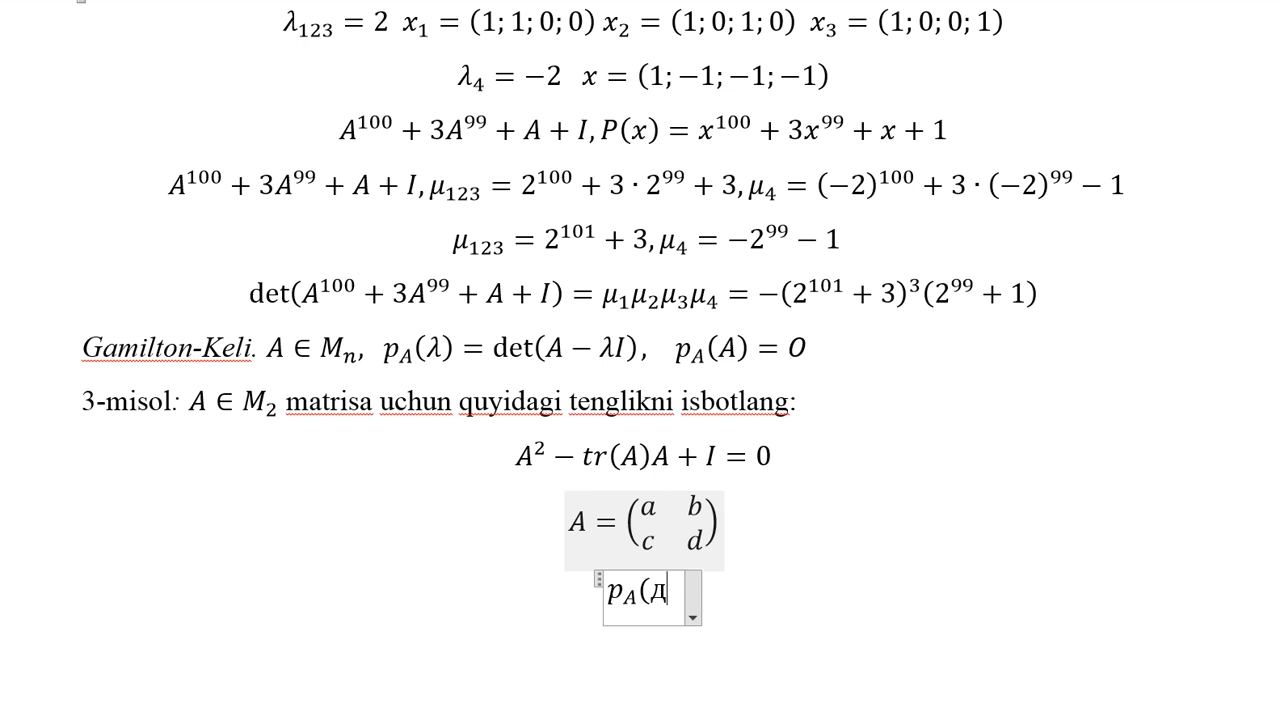 λ₁₂₃ = 2 x₁ = (1; 1; 0; 0) x₂ = (1; 0; 1; 0) x₃ = (1; 0; 0; 1)
λ₄ = −2 x = (1; −1; −1; −1)
A¹⁰⁰ + 3A⁹⁹ + A + I, P(x) = x¹⁰⁰ + 3x⁹⁹ + x + 1
A¹⁰⁰ + 3A⁹⁹ + A + I, μ₁₂₃ = 2¹⁰⁰ + 3 · 2⁹⁹ + 3, μ₄ = (−2)¹⁰⁰ + 3 · (−2)⁹⁹ − 1
μ₁₂₃ = 2¹⁰¹ + 3, μ₄ = −2⁹⁹ − 1
det(A¹⁰⁰ + 3A⁹⁹ + A + I) = μ₁μ₂μ₃μ₄ = −(2¹⁰¹ + 3)³(2⁹⁹ + 1)
Gamilton-Keli. A ∈ Mₙ, p_A(λ) = det(A − λI), p_A(A) = O
3-misol: A ∈ M₂ matrisa uchun quyidagi tenglikni isbotlang:
A² − tr(A)A + I = 0
A = (a b
c d)
p_A(д